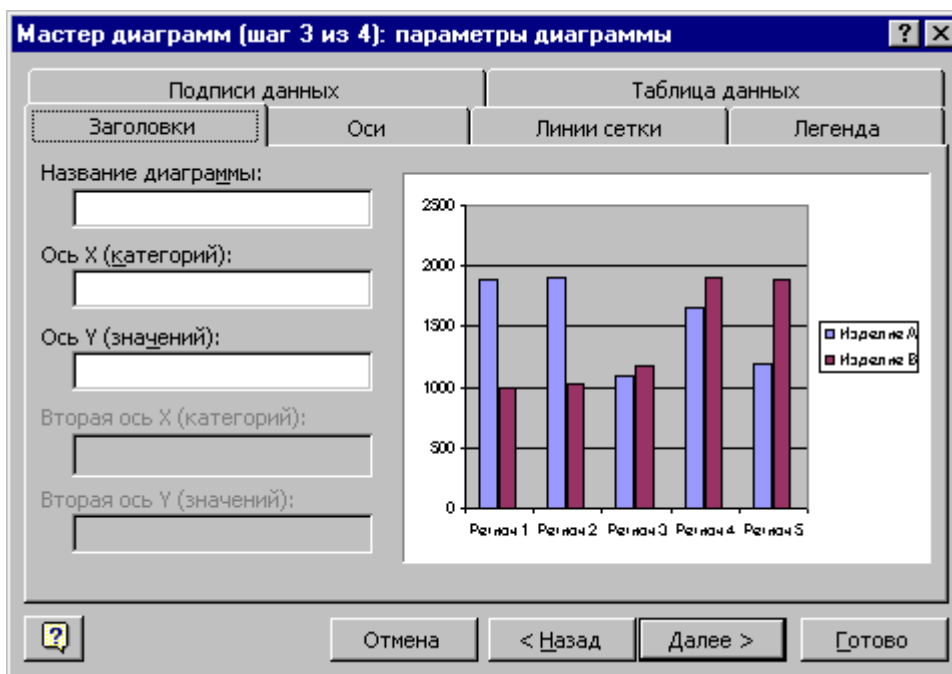 Мастер диаграмм (шаг 3 из 4): параметры диаграммы
Подписи данных
Таблица данных
Заголовки
Оси
Линии сетки
Легенда
Название диаграммы:
Ось X (категорий):
Ось Y (значений):
Вторая ось X (категорий):
Вторая ось Y (значений):
2500
2000
1500
1000
500
0
Регион 1 Регион 2 Регион 3 Регион 4 Регион 5
Изделие A
Изделие B
Отмена
< Назад
Далее >
Готово